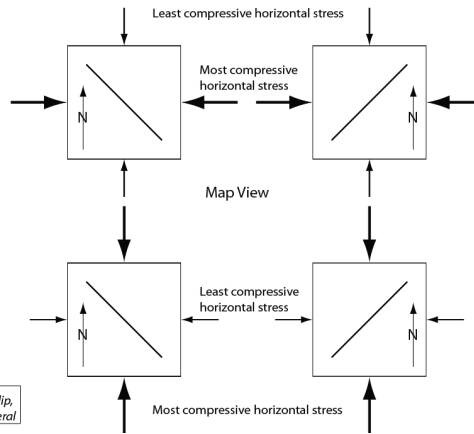 Least compressive horizontal stress
Most compressive
horizontal stress
N
N
Map View
Least compressive
horizontal stress
N
N
Most compressive horizontal stress